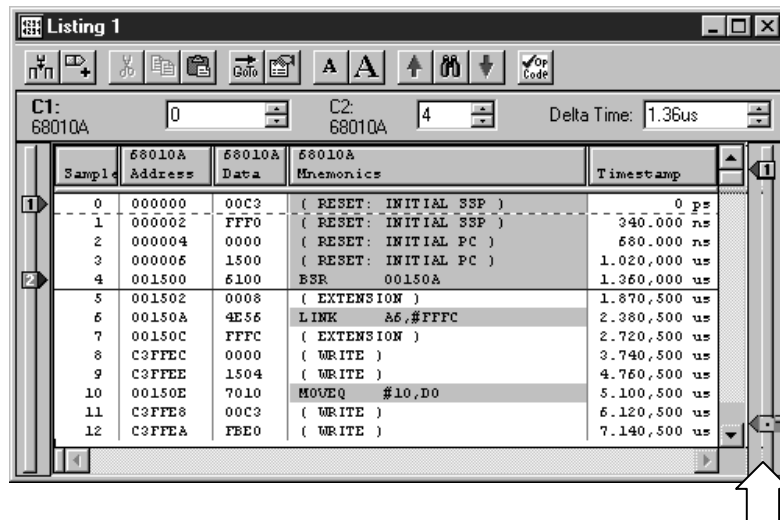 Listing 1
GoTo A A Op Code
C1: 68010A 0 C2: 68010A 4 Delta Time: 1.36us
68010A 68010A 68010A
Sample Address Data Mnemonics Timestamp
0 000000 00C3 ( RESET: INITIAL SSP ) 0 ps
1 000002 FFF0 ( RESET: INITIAL SSP ) 340.000 ns
2 000004 0000 ( RESET: INITIAL PC ) 680.000 ns
3 000006 1500 ( RESET: INITIAL PC ) 1.020,000 us
4 001500 6100 BSR 00150A 1.360,000 us
5 001502 0008 ( EXTENSION ) 1.870,500 us
6 00150A 4E56 LINK A6,#FFFC 2.380,500 us
7 00150C FFFC ( EXTENSION ) 2.720,500 us
8 C3FFEC 0000 ( WRITE ) 3.740,500 us
9 C3FFEE 1504 ( WRITE ) 4.760,500 us
10 00150E 7010 MOVEQ #10,D0 5.100,500 us
11 C3FFE8 00C3 ( WRITE ) 6.120,500 us
12 C3FFEA FBE0 ( WRITE ) 7.140,500 us
1
2
1